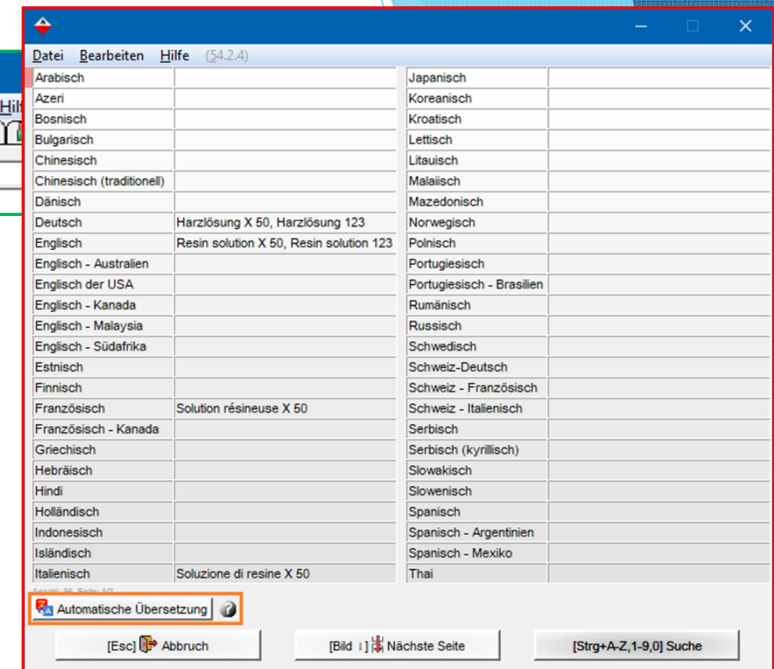 Datei Bearbeiten Hilfe (54.2.4)
Arabisch
Azeri
Bosnisch
Bulgarisch
Chinesisch
Chinesisch (traditionell)
Dänisch
Deutsch Harzlösung X 50, Harzlösung 123
Englisch Resin solution X 50, Resin solution 123
Englisch - Australien
Englisch der USA
Englisch - Kanada
Englisch - Malaysia
Englisch - Südafrika
Estnisch
Finnisch
Französisch Solution résineuse X 50
Französisch - Kanada
Griechisch
Hebräisch
Hindi
Holländisch
Indonesisch
Isländisch
Italienisch Soluzione di resine X 50
Japanisch
Koreanisch
Kroatisch
Lettisch
Litauisch
Malaiisch
Mazedonisch
Norwegisch
Polnisch
Portugiesisch
Portugiesisch - Brasilien
Rumänisch
Russisch
Schwedisch
Schweiz-Deutsch
Schweiz - Französisch
Schweiz - Italienisch
Serbisch
Serbisch (kyrillisch)
Slowakisch
Slowenisch
Spanisch
Spanisch - Argentinien
Spanisch - Mexiko
Thai
Automatische Übersetzung ?
[Esc] Abbruch
[Bild ↓] Nächste Seite
[Strg+A-Z,1-9,0] Suche